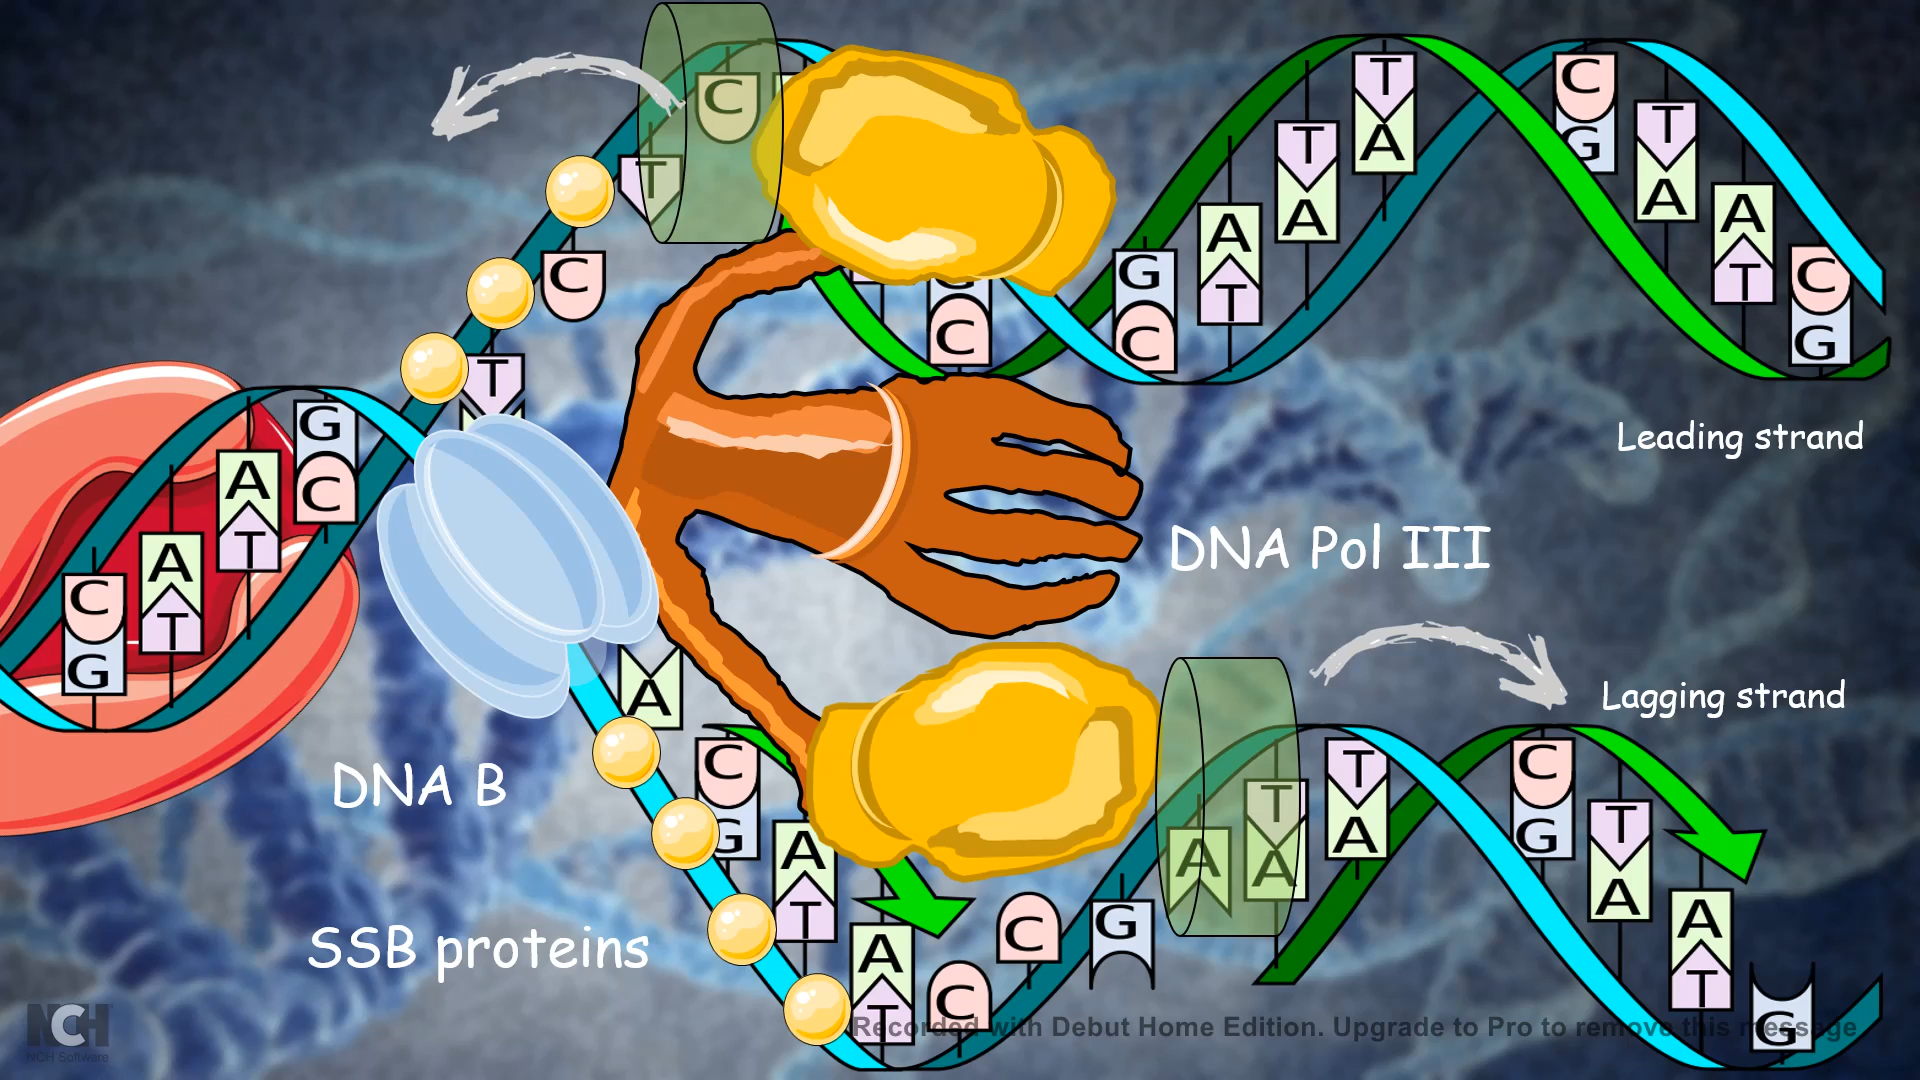 C
T
T
C
C
G
T
A
T
T
A
A
C
T
A
G
C
G
C
A
T
G
C
C
G
T
Leading strand
G
C
A
T
A
T
C
G
DNA Pol III
A
Lagging strand
DNA B
C
G
A
T
T
A
A
T
A
C
G
T
A
SSB proteins
A
T
C
C
G
A
T
G
NCH
NCH Software
Recorded with Debut Home Edition. Upgrade to Pro to remove this message